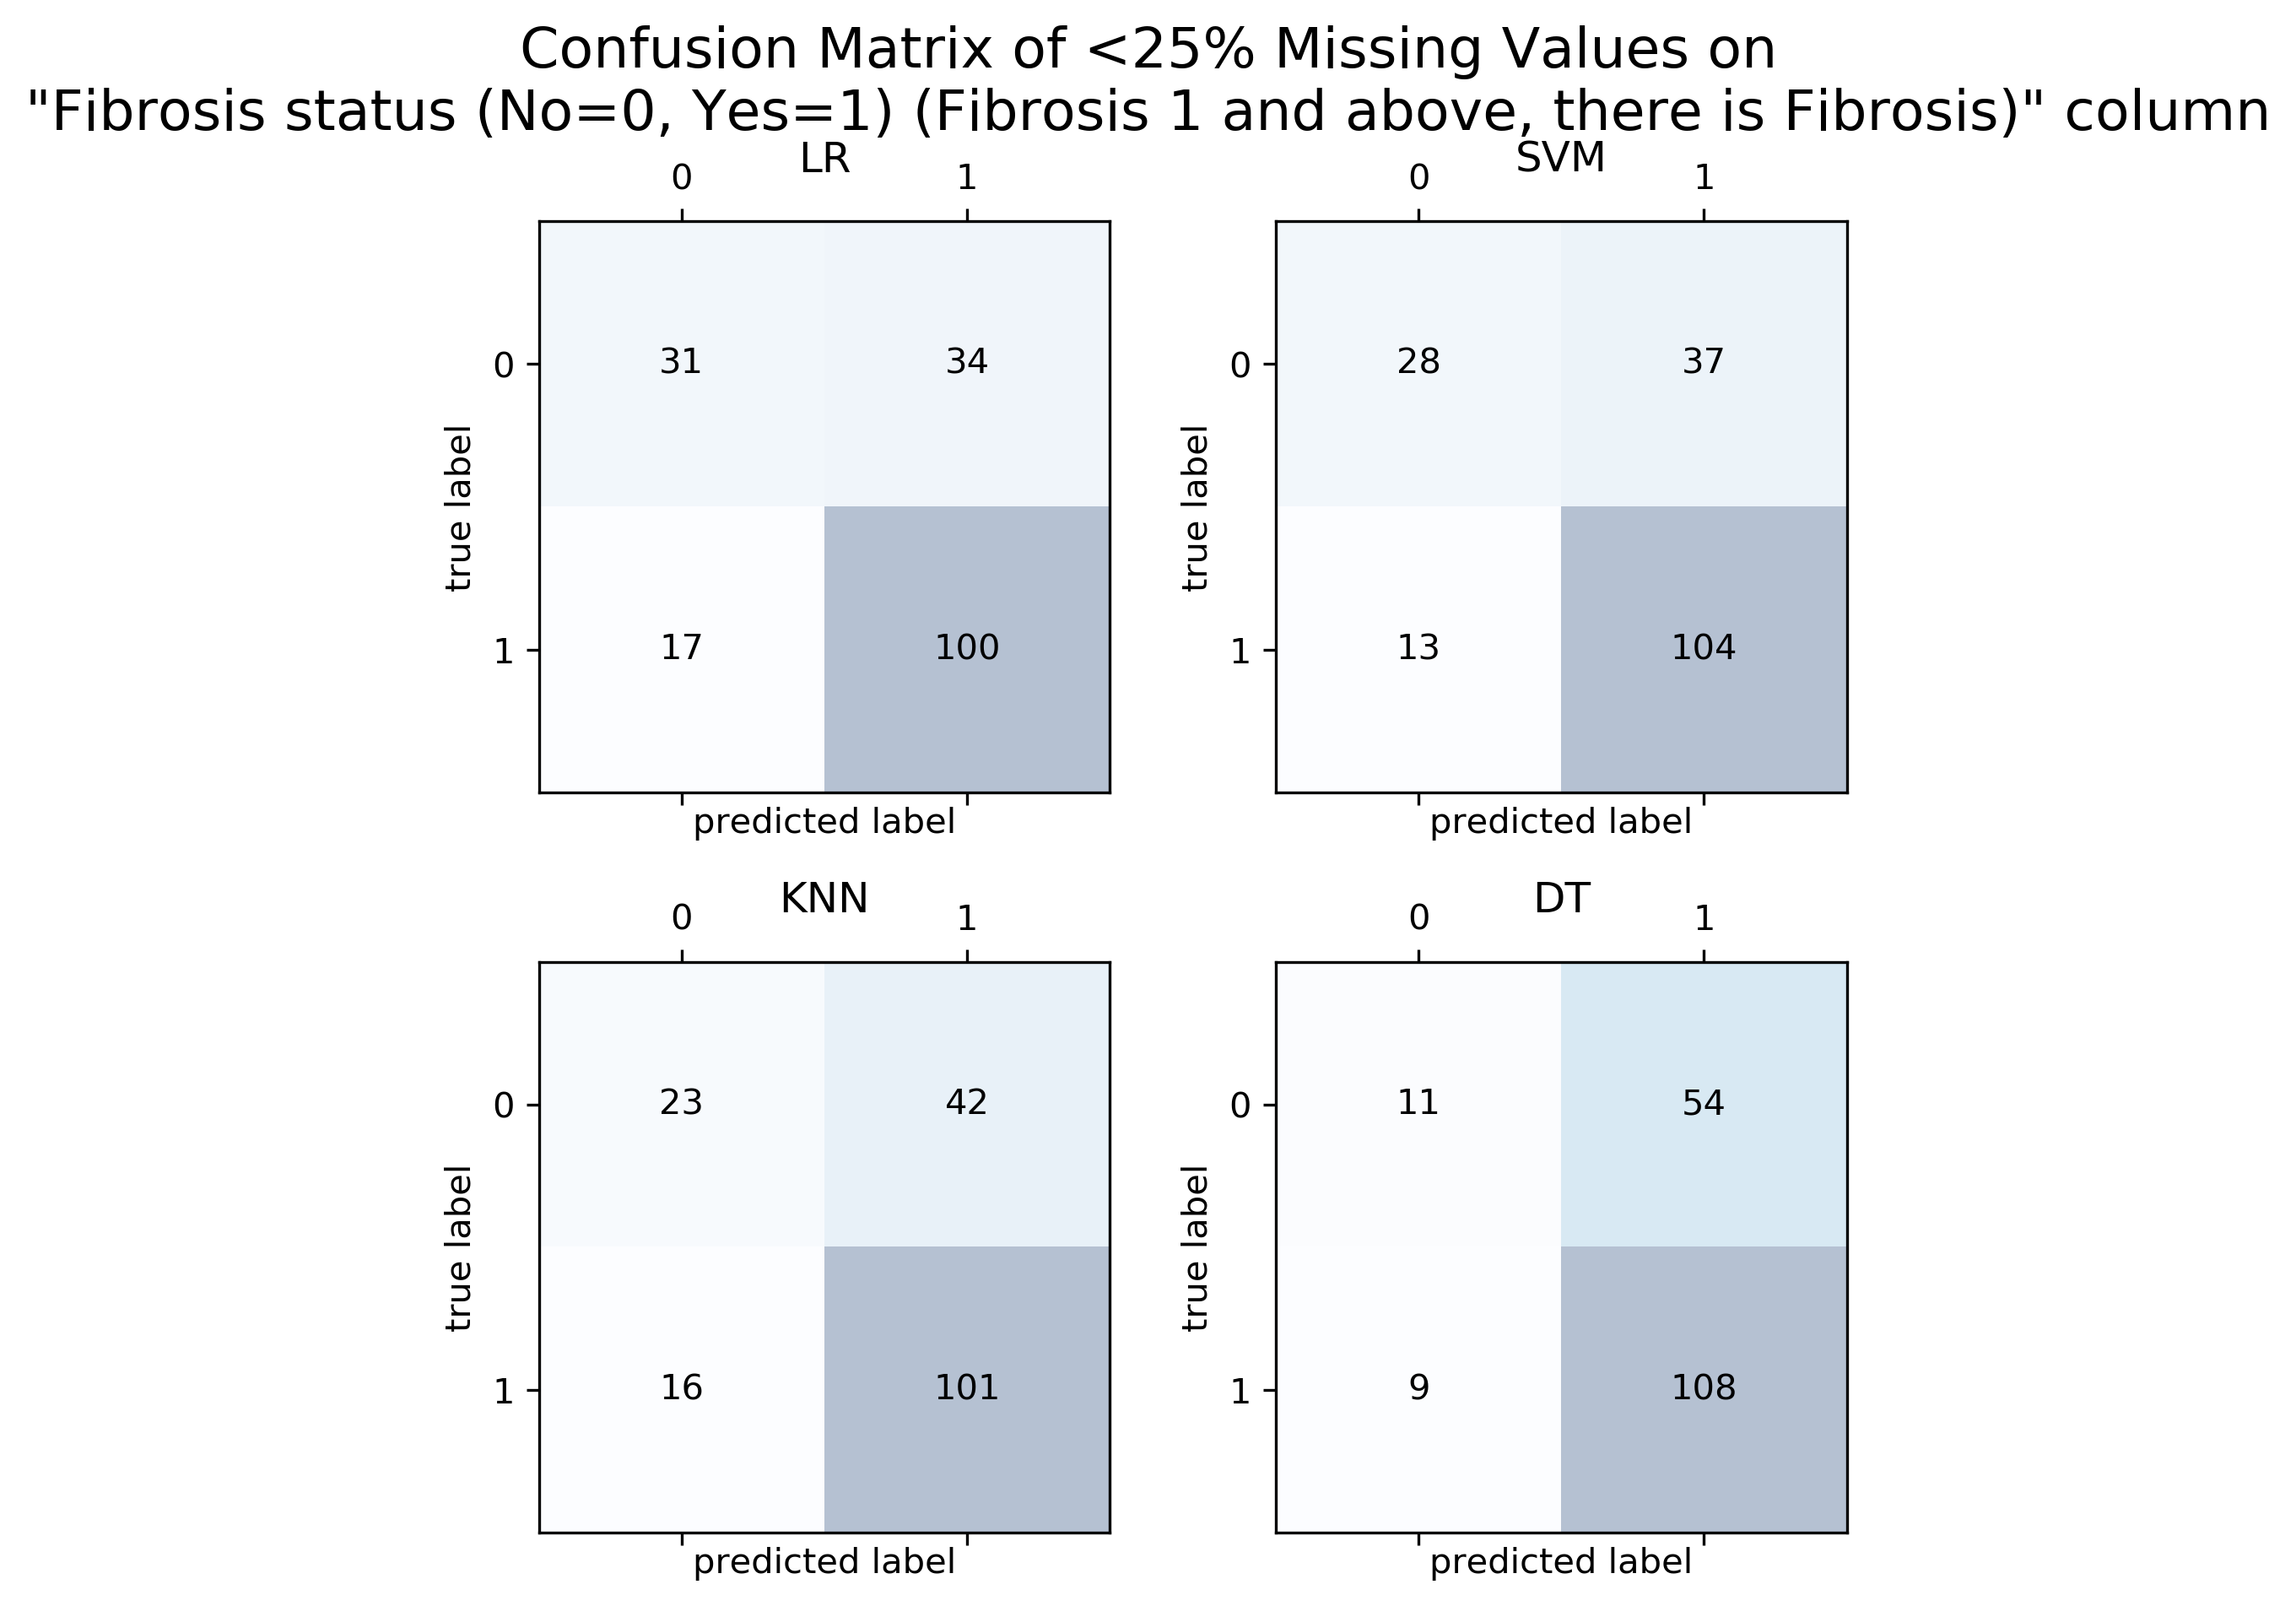 Confusion Matrix of <25% Missing Values on
"Fibrosis status (No=0, Yes=1) (Fibrosis 1 and above, there is Fibrosis)" column
LR
0 1
0 31 34
1 17 100
true label
predicted label
SVM
0 1
0 28 37
1 13 104
true label
predicted label
KNN
0 1
0 23 42
1 16 101
true label
predicted label
DT
0 1
0 11 54
1 9 108
true label
predicted label